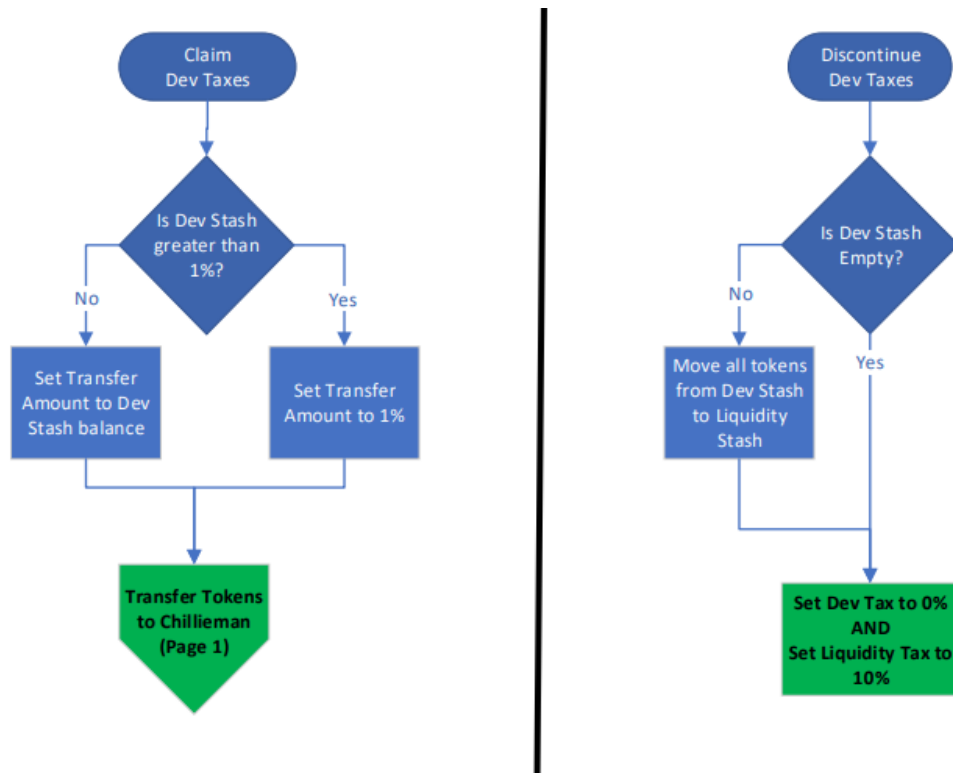 Claim
Dev Taxes
Is Dev Stash
greater than
1%?
No
Yes
Set Transfer
Amount to Dev
Stash balance
Set Transfer
Amount to 1%
Transfer Tokens
to Chillieman
(Page 1)
Discontinue
Dev Taxes
Is Dev Stash
Empty?
No
Yes
Move all tokens
from Dev Stash
to Liquidity
Stash
Set Dev Tax to 0%
AND
Set Liquidity Tax to
10%